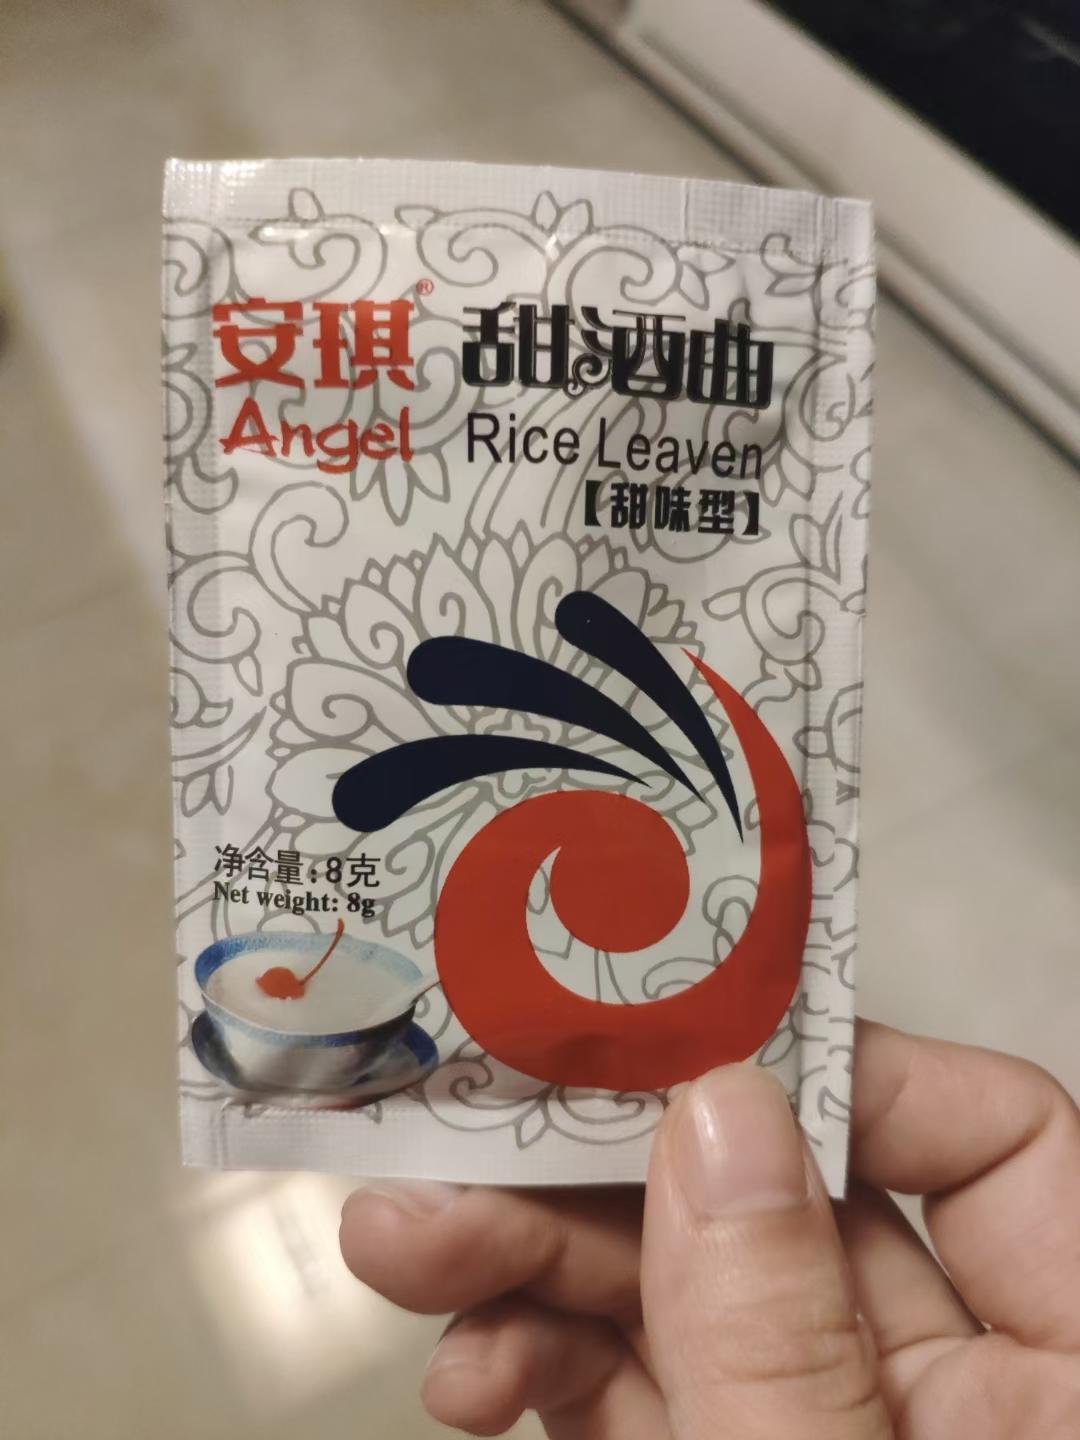 安琪® 甜酒曲
Angel Rice Leaven
【甜味型】
净含量:8克
Net weight: 8g